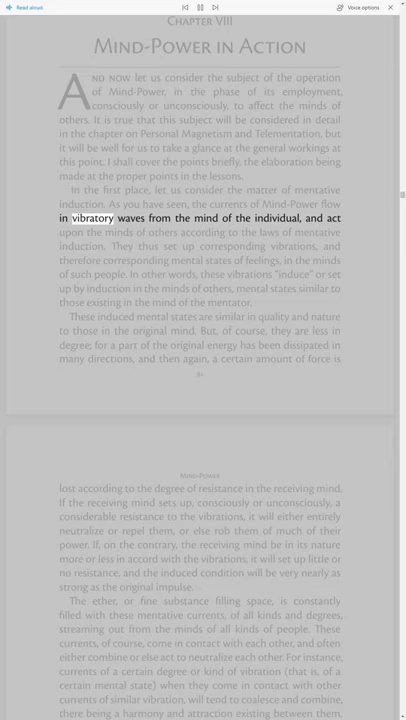 Read aloud
Voice options
Chapter VIII
Mind-Power in Action
And now let us consider the subject of the operation
of Mind-Power, in the phase of its employment,
consciously or unconsciously, to affect the minds of
others. It is true that this subject will be considered in detail
in the chapter on Personal Magnetism and Telementation, but
it will be well for us to take a glance at the general workings at
this point. I shall cover the points briefly, the elaboration being
made at the proper points in the lessons.
In the first place, let us consider the matter of mentative
induction. As you have seen, the currents of Mind-Power flow
in vibratory waves from the mind of the individual, and act
upon the minds of others according to the laws of mentative
induction. They thus set up corresponding vibrations, and
therefore corresponding mental states of feelings, in the minds
of such people. In other words, these vibrations "induce" or set
up by induction in the minds of others, mental states similar to
those existing in the mind of the mentator.
These induced mental states are similar in quality and nature
to those in the original mind. But, of course, they are less in
degree; for a part of the original energy has been dissipated in
many directions, and then again, a certain amount of force is
Mind-Power
lost according to the degree of resistance in the receiving mind.
If the receiving mind sets up, consciously or unconsciously, a
considerable resistance to the vibrations, it will either entirely
neutralize or repel them, or else rob them of much of their
power. If, on the contrary, the receiving mind be in its nature
more or less in accord with the vibrations, it will set up little or
no resistance, and the induced condition will be very nearly as
strong as the original impulse.
The ether, or fine substance filling space, is constantly
filled with these mentative currents, of all kinds and degrees,
streaming out from the minds of all kinds of people. These
currents, of course, come in contact with each other, and often
either combine or else act to neutralize each other. For instance,
currents of a certain degree or kind of vibration (that is, of a
certain mental state) when they come in contact with other
currents of similar vibration, will tend to coalesce and combine,
there being a harmony and attraction existing between them.